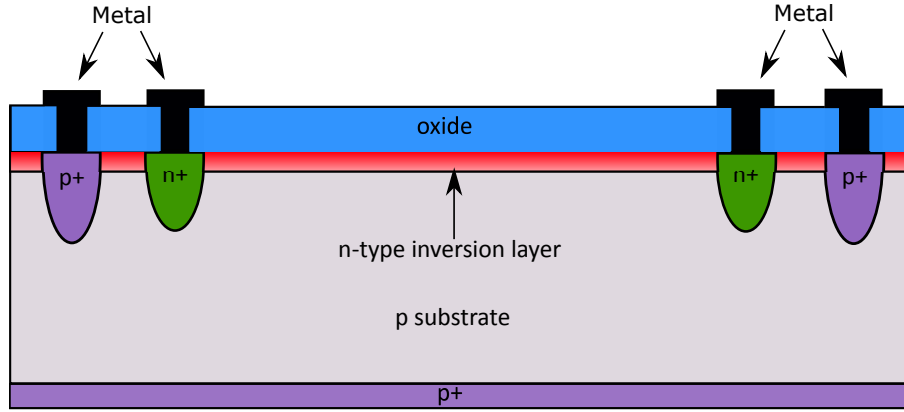 Metal
Metal
oxide
p+
n+
n+
p+
n-type inversion layer
p substrate
p+